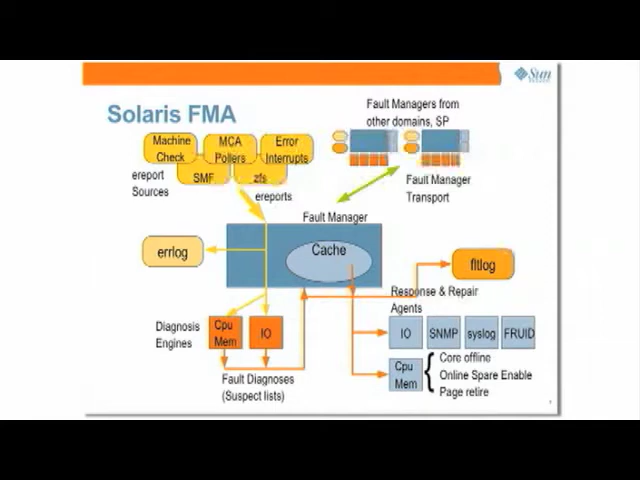 Sun
Solaris FMA
Fault Managers from
other domains, SP
Machine
Check
MCA
Pollers
Error
Interrupts
SMF
zfs
ereport
Sources
ereports
Fault Manager
Transport
Fault Manager
Cache
errlog
fltlog
Response & Repair
Agents
Diagnosis
Engines
Cpu
Mem
IO
IO
SNMP
syslog
FRUID
Cpu
Mem
Core offline
Online Spare Enable
Page retire
Fault Diagnoses
(Suspect lists)